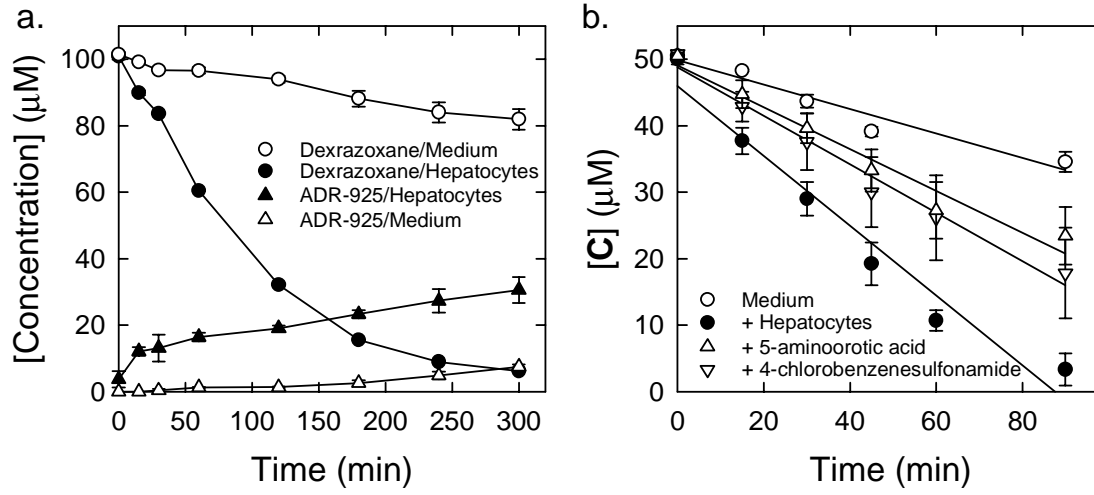 a.
[Concentration] (μM)
120
100
80
60
40
20
0
Dexrazoxane/Medium
Dexrazoxane/Hepatocytes
ADR-925/Hepatocytes
ADR-925/Medium
0 50 100 150 200 250 300
Time (min)
b.
[C] (μM)
50
40
30
20
10
0
Medium
+ Hepatocytes
+ 5-aminoorotic acid
+ 4-chlorobenzenesulfonamide
0 20 40 60 80
Time (min)